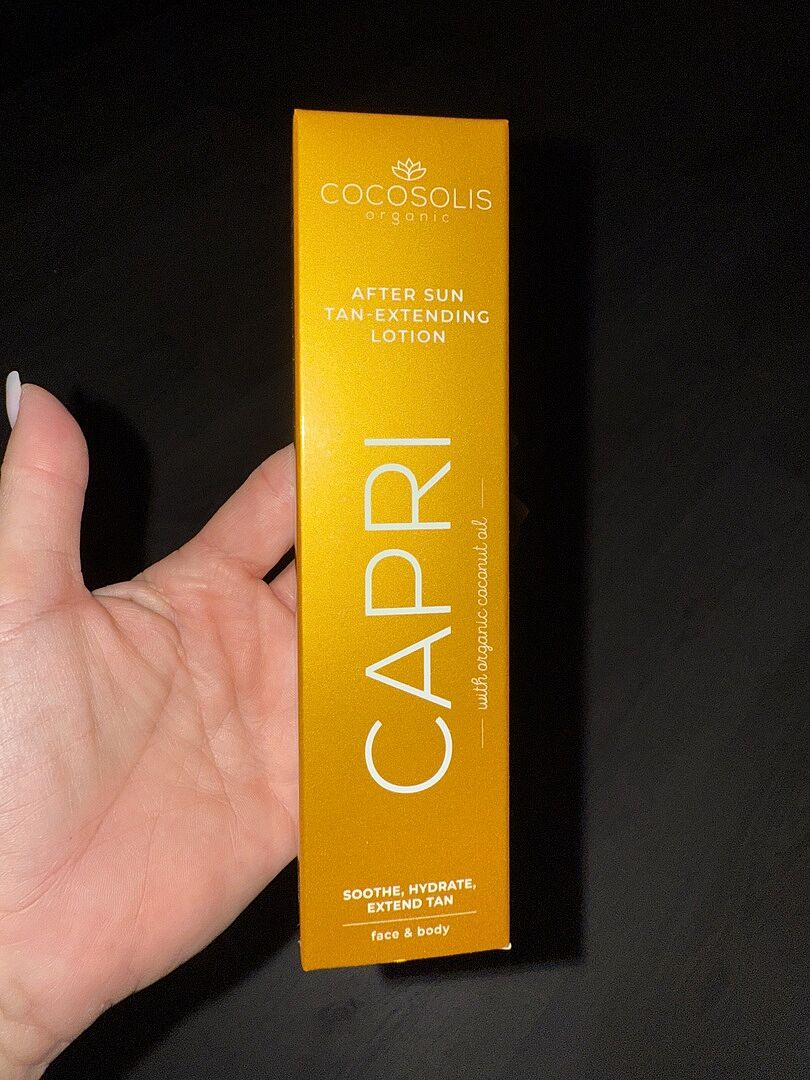 COCOSOLIS
organic
AFTER SUN
TAN-EXTENDING
LOTION
CAPRI
with organic coconut oil
SOOTHE, HYDRATE,
EXTEND TAN
face & body